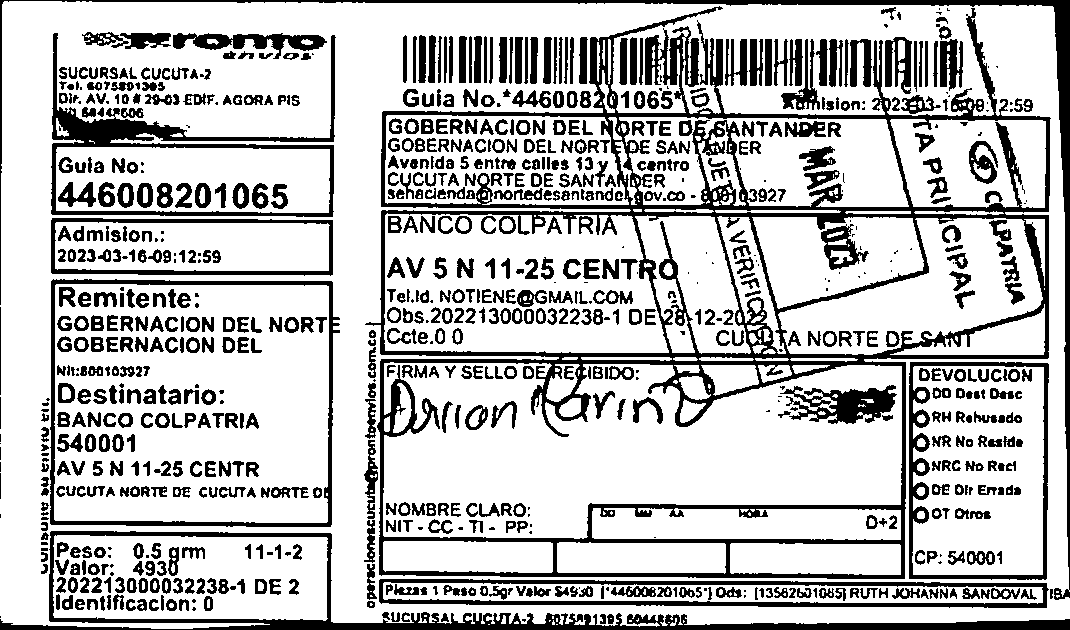 Pronto
envios
SUCURSAL CUCUTA-2
Tel. 6075891395
Dir. AV. 10 # 29-03 EDIF. AGORA PIS
Nit 60448606
Guia No:
446008201065
Admision.:
2023-03-16-09:12:59
Remitente:
GOBERNACION DEL NORTE
GOBERNACION DEL
Nit:800103927
Destinatario:
BANCO COLPATRIA
540001
AV 5 N 11-25 CENTR
CUCUTA NORTE DE CUCUTA NORTE DE
Peso: 0.5 grm 11-1-2
Valor: 4930
202213000032238-1 DE 2
Identificacion: 0
Guia No.*446008201065*
Admision: 2023-03-16-09:12:59
GOBERNACION DEL NORTE DE SANTANDER
GOBERNACION DEL NORTE DE SANTANDER
Avenida 5 entre calles 13 y 14 centro
CUCUTA NORTE DE SANTANDER
sehacienda@nortedesantander.gov.co - 800103927
BANCO COLPATRIA
AV 5 N 11-25 CENTRO
Tel.Id. NOTIENE@GMAIL.COM
Obs.202213000032238-1 DE 28-12-2022
Ccte.0 0
CUCUTA NORTE DE SANT
MAR 2023
COLPATRIA
PRINCIPAL
VERIFICACIÓN
operacionescucuta@prontoenvios.com.co
FIRMA Y SELLO DE RECIBIDO:
NOMBRE CLARO:
NIT - CC - TI - PP:
DD MM AA HORA
D+2
DEVOLUCION
DD Dest Desc
RH Rehusado
NR No Reside
NRC No Recl
DE Dir Errada
OT Otros
CP: 540001
Piezas 1 Peso 0,5gr Valor $4930 [*446008201065*] Ods: [13562601085] RUTH JOHANNA SANDOVAL TIBA
SUCURSAL CUCUTA-2 6075891395 60448606